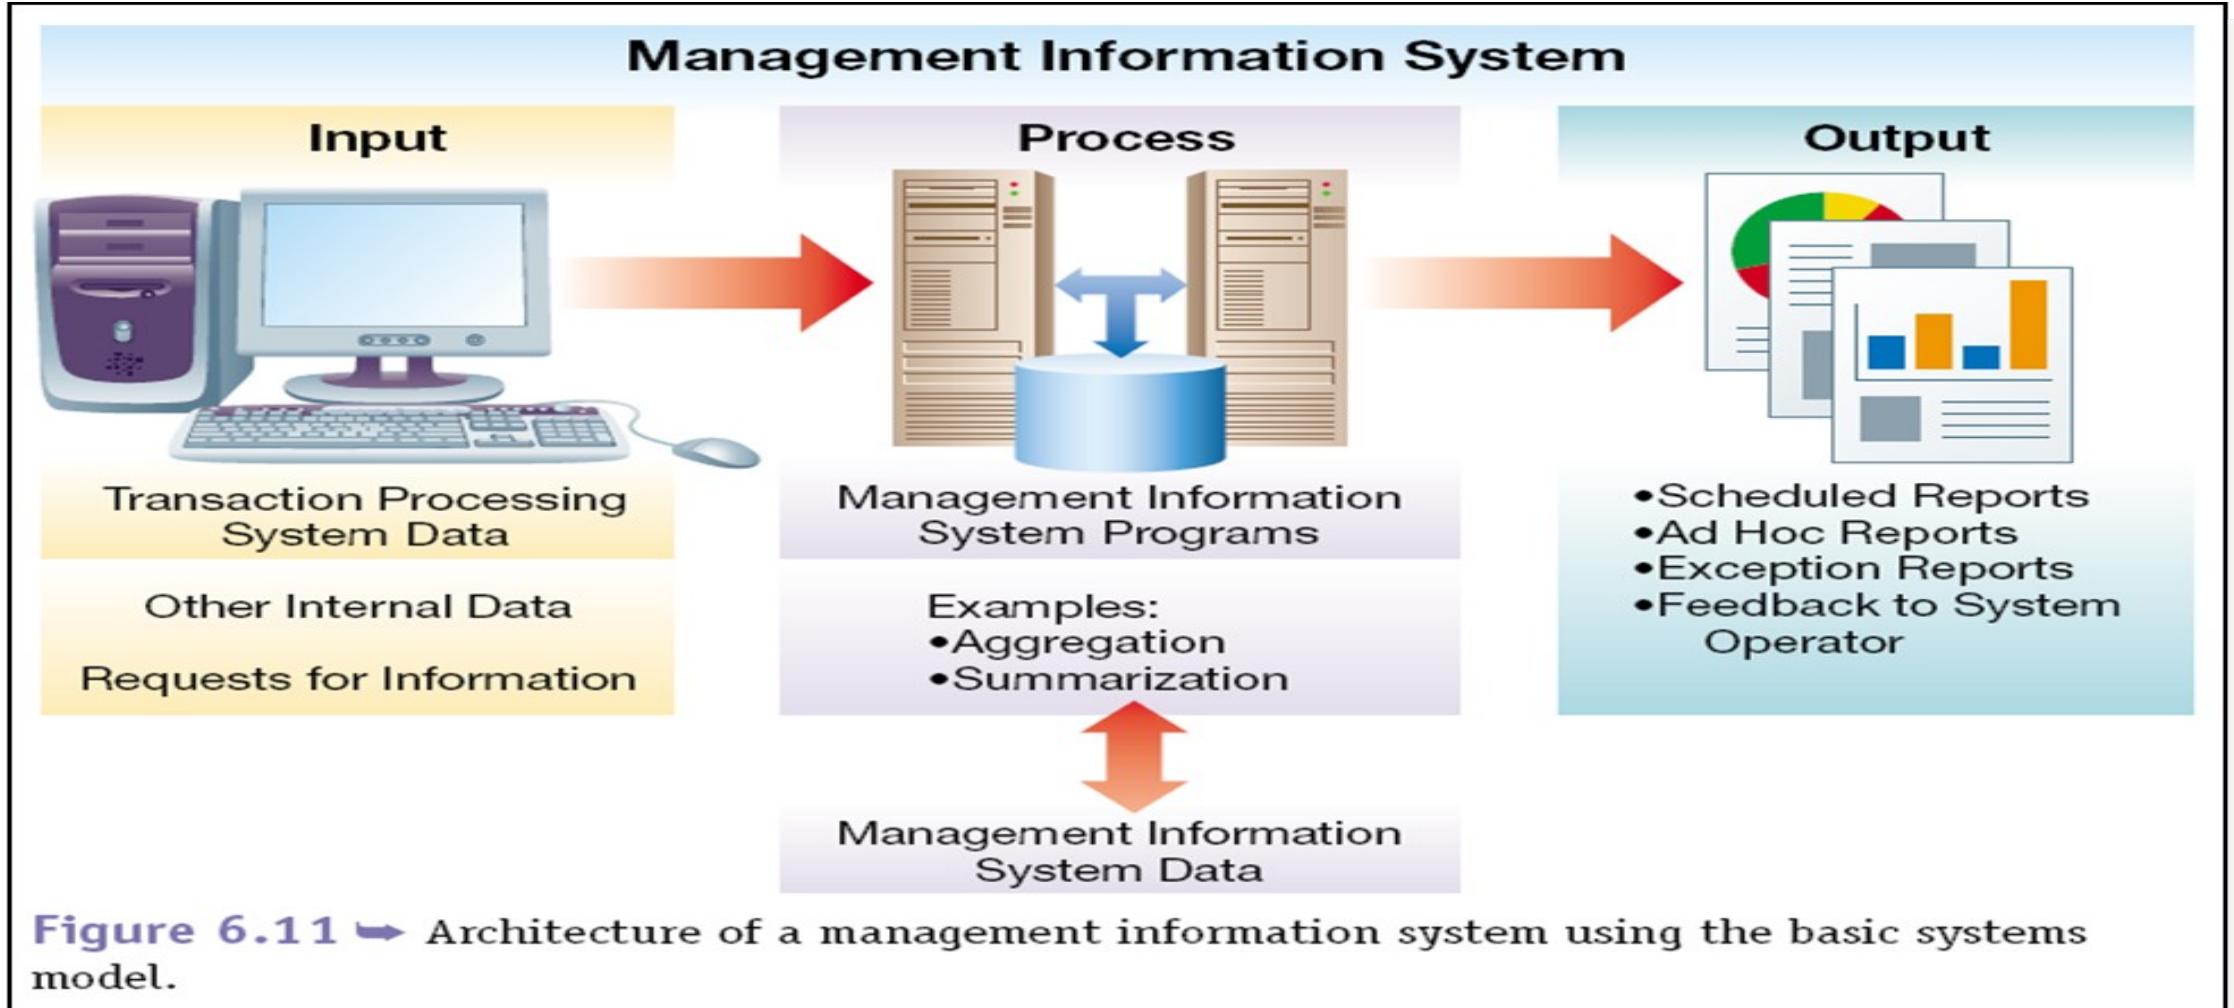 Management Information System
Input
Transaction Processing
System Data
Other Internal Data
Requests for Information
Process
Management Information
System Programs
Examples:
•Aggregation
•Summarization
Management Information
System Data
Output
•Scheduled Reports
•Ad Hoc Reports
•Exception Reports
•Feedback to System
Operator
Figure 6.11 ➥ Architecture of a management information system using the basic systems
model.